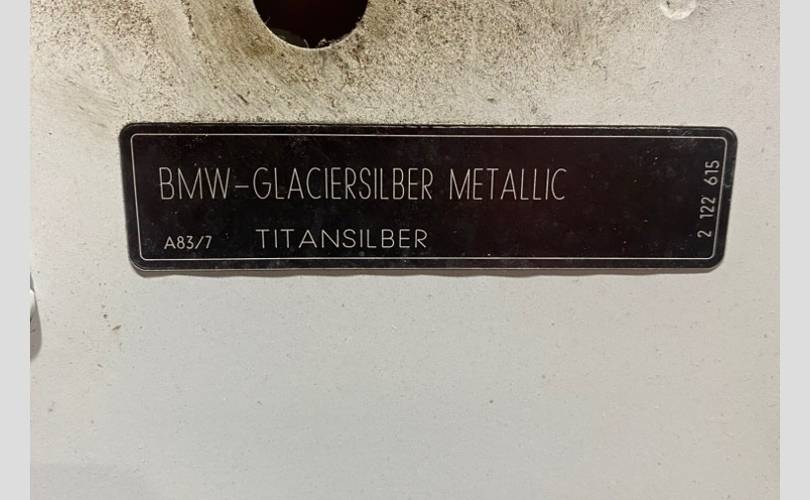 BMW-GLACIERSILBER METALLIC
A83/7 TITANSILBER
2 122 615